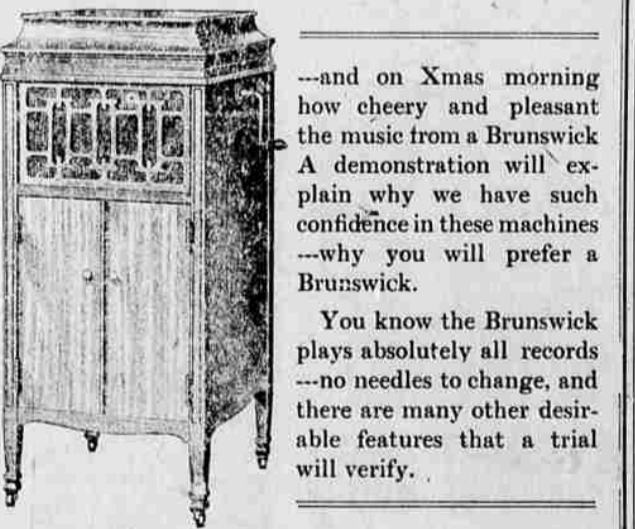 ---and on Xmas morning
how cheery and pleasant
the music from a Brunswick
A demonstration will ex-
plain why we have such
confidence in these machines
---why you will prefer a
Brunswick.
You know the Brunswick
plays absolutely all records
---no needles to change, and
there are many other desir-
able features that a trial
will verify.